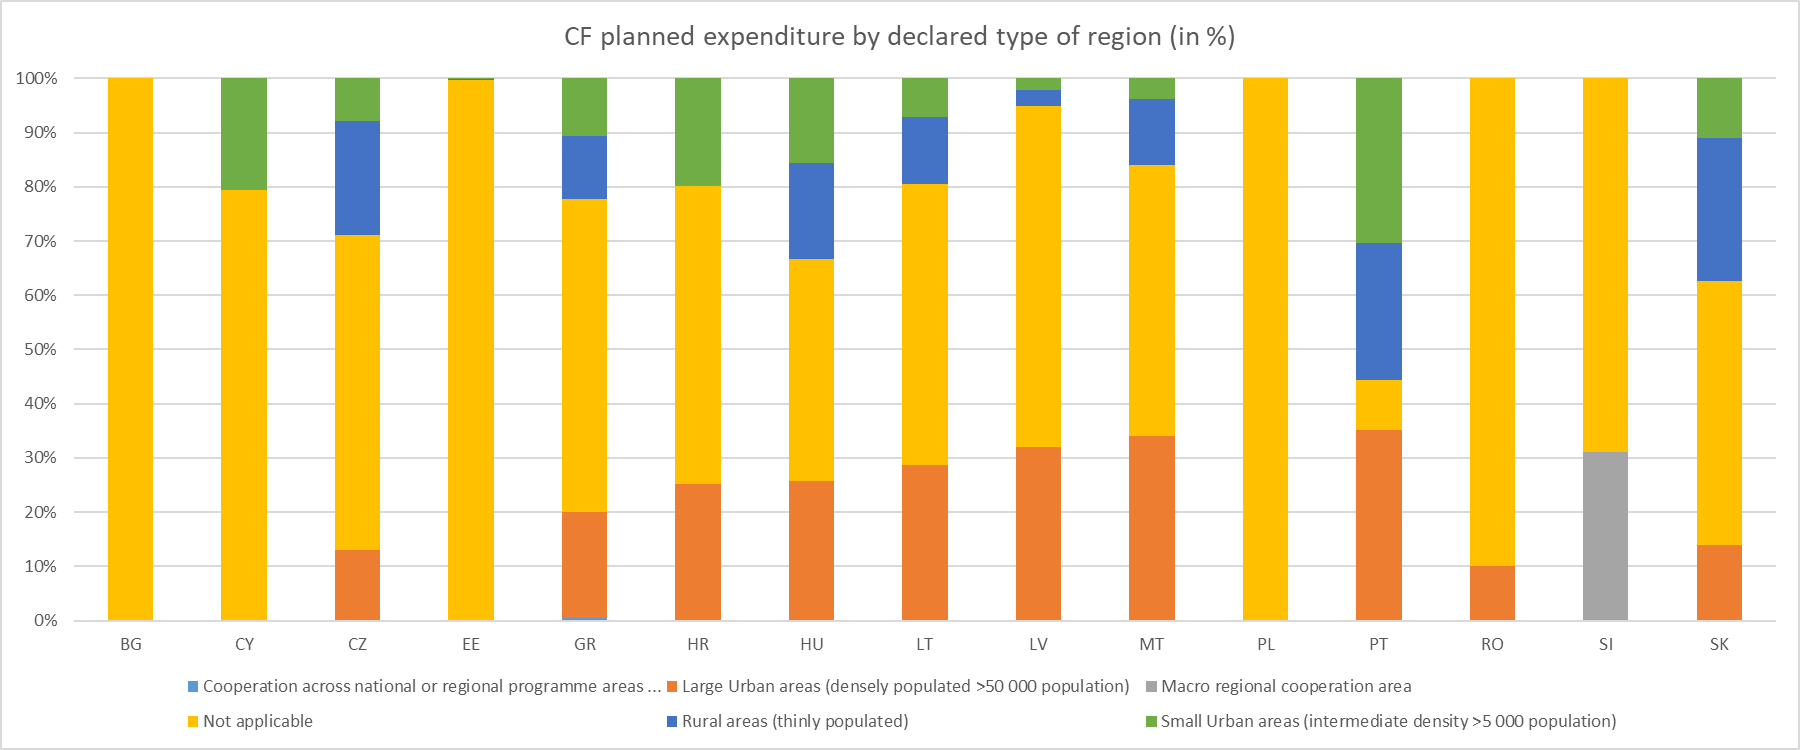 CF planned expenditure by declared type of region (in %)
100%
90%
80%
70%
60%
50%
40%
30%
20%
10%
0%
BG CY CZ EE GR HR HU LT LV MT PL PT RO SI SK
Cooperation across national or regional programme areas ... Large Urban areas (densely populated >50 000 population) Macro regional cooperation area
Not applicable Rural areas (thinly populated) Small Urban areas (intermediate density >5 000 population)